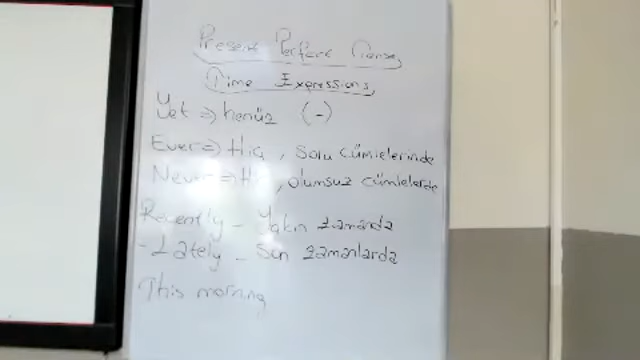 Present Perfect Tense
Time Expressions
Yet => henüz (-)
Ever => Hiç, soru cümlelerinde
Never => Hiç, olumsuz cümlelerde
Recently - Yakın zamanda
- Lately - Son zamanlarda
This morning